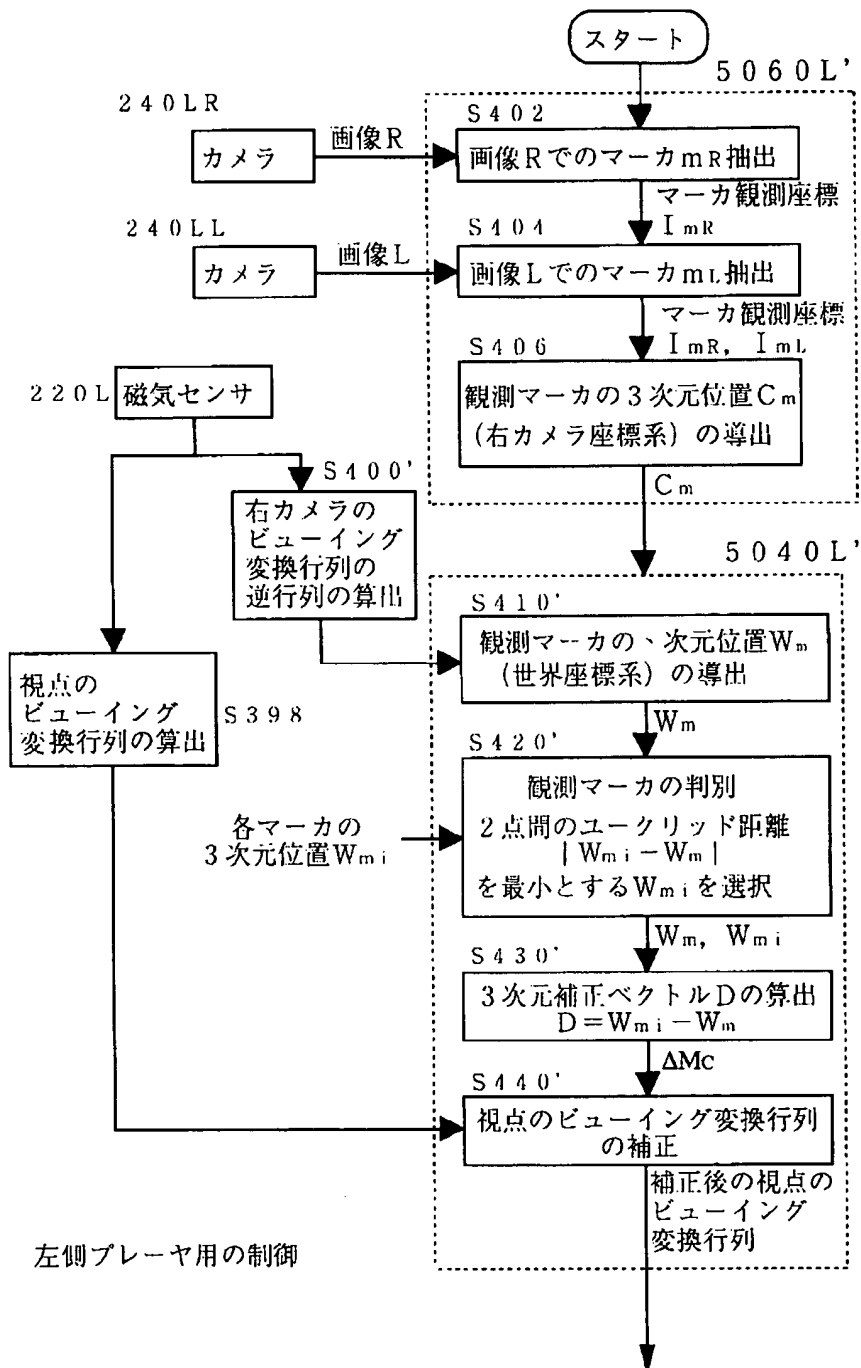 スタート
5060L'
240LR
カメラ
画像R
S402
画像Rでのマーカm R抽出
マーカ観測座標
I m R
240LL
カメラ
画像L
S404
画像Lでのマーカm L抽出
マーカ観測座標
I m R, I m L
S406
観測マーカの3次元位置C m
(右カメラ座標系)の導出
C m
220L
磁気センサ
S400'
右カメラの
ビューイング
変換行列の
逆行列の算出
5040L'
S410'
観測マーカの、次元位置W m
(世界座標系)の導出
W m
視点の
ビューイング
変換行列の算出
S398
S420'
観測マーカの判別
2点間のユークリッド距離
|W m i－W m|
を最小とするW m i を選択
各マーカの
3次元位置W m i
W m, W m i
S430'
3次元補正ベクトルDの算出
D＝W m i－W m
ΔMc
S440'
視点のビューイング変換行列
の補正
補正後の視点の
ビューイング
変換行列
左側プレーヤ用の制御